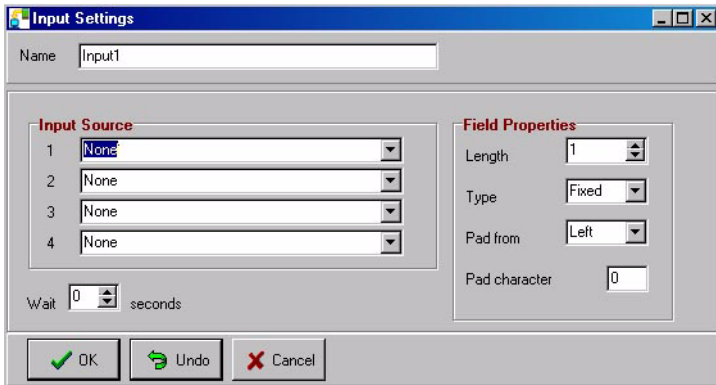 Input Settings
Name Input1
Input Source
1 None
2 None
3 None
4 None
Wait 0 seconds
Field Properties
Length 1
Type Fixed
Pad from Left
Pad character 0
OK Undo Cancel